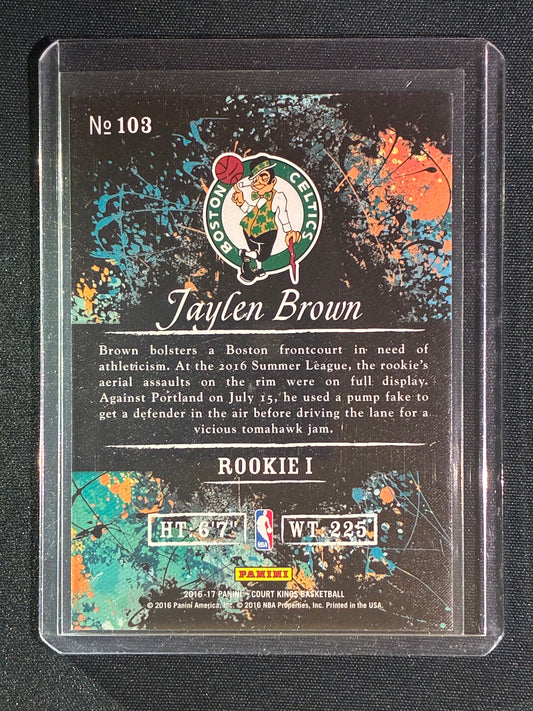 No 103
BOSTON CELTICS
Jaylen Brown
Brown bolsters a Boston frontcourt in need of
athleticism. At the 2016 Summer League, the rookie's
aerial assaults on the rim were on full display.
Against Portland on July 15, he used a pump fake to
get a defender in the air before driving the lane for a
vicious tomahawk jam.
ROOKIE I
HT: 6'7" NBA WT: 225
PANINI
2016-17 PANINI – COURT KINGS BASKETBALL
© 2016 Panini America, Inc. © 2016 NBA Properties, Inc. Printed in the USA.